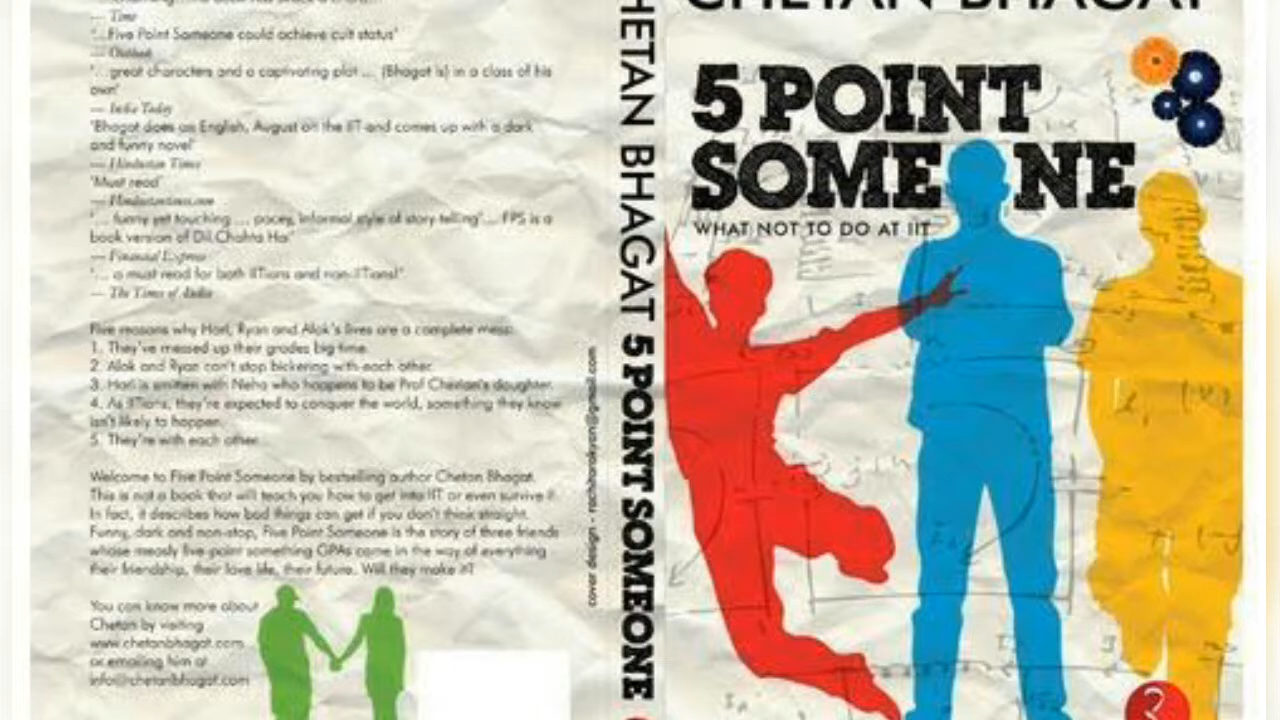 — Time
'...Five Point Someone could achieve cult status'
— Outlook
'... great characters and a captivating plot ... (Bhagat is) in a class of his
own'
— India Today
'Bhagat does an English, August on the IIT and comes up with a dark
and funny novel'
— Hindustan Times
'Must read'
— Hindustantimes.com
'... funny yet touching ... pacey, informal style of story telling'... FPS is a
book version of Dil Chahta Hai'
— Financial Express
'... a must read for both IITians and non-IITians!'
— The Times of India
Five reasons why Hari, Ryan and Alok's lives are a complete mess:
1. They've messed up their grades big time.
2. Alok and Ryan can't stop bickering with each other.
3. Hari is smitten with Neha who happens to be Prof Cherian's daughter.
4. As IITians, they're expected to conquer the world, something they know
isn't likely to happen.
5. They're with each other.
Welcome to Five Point Someone by bestselling author Chetan Bhagat.
This is not a book that will teach you how to get into IIT or even survive it.
In fact, it describes how bad things can get if you don't think straight.
Funny, dark and non-stop, Five Point Someone is the story of three friends
whose measly five point something GPAs come in the way of everything
their friendship, their love life, their future. Will they make it?
You can know more about
Chetan by visiting
www.chetanbhagat.com
or emailing him at
info@chetanbhagat.com
cover design -
HETAN BHAGAT 5 POINT SOMEONE
CHETAN BHAGAT
5 POINT
SOME NE
WHAT NOT TO DO AT IIT